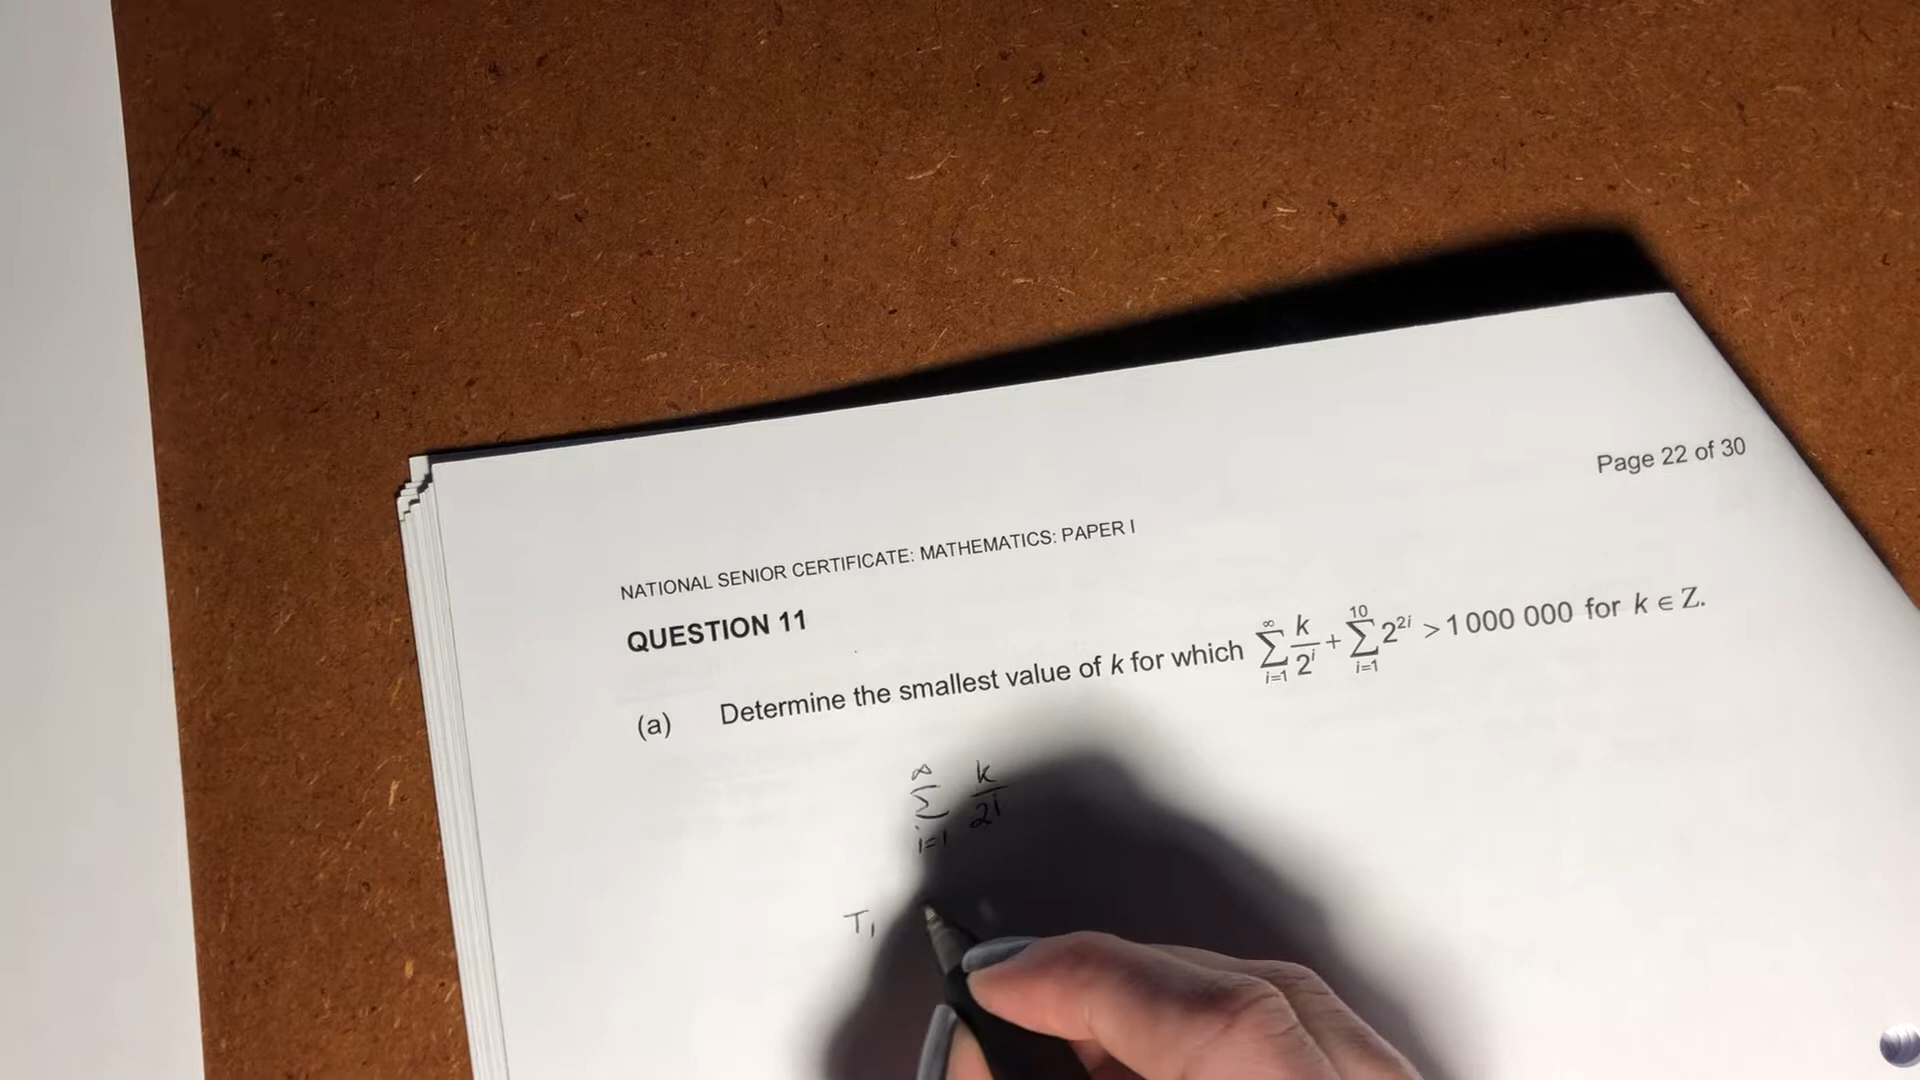 Page 22 of 30
NATIONAL SENIOR CERTIFICATE: MATHEMATICS: PAPER I
QUESTION 11
(a) Determine the smallest value of k for which ∑_{i=1}^{∞} k/2^i + ∑_{i=1}^{10} 2^{2i} > 1 000 000 for k ∈ Z.
∑_{i=1}^{∞} k/2^i
T₁